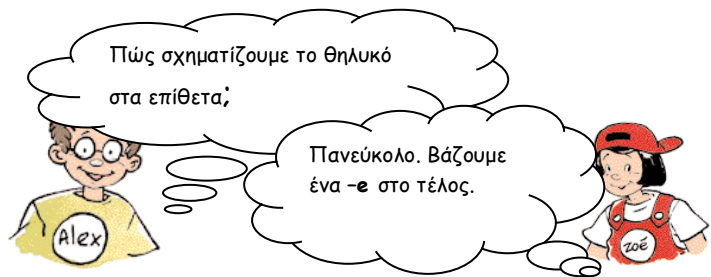 Πώς σχηματίζουμε το θηλυκό
στα επίθετα;
Πανεύκολο. Βάζουμε
ένα –e στο τέλος.
Alex
zoé